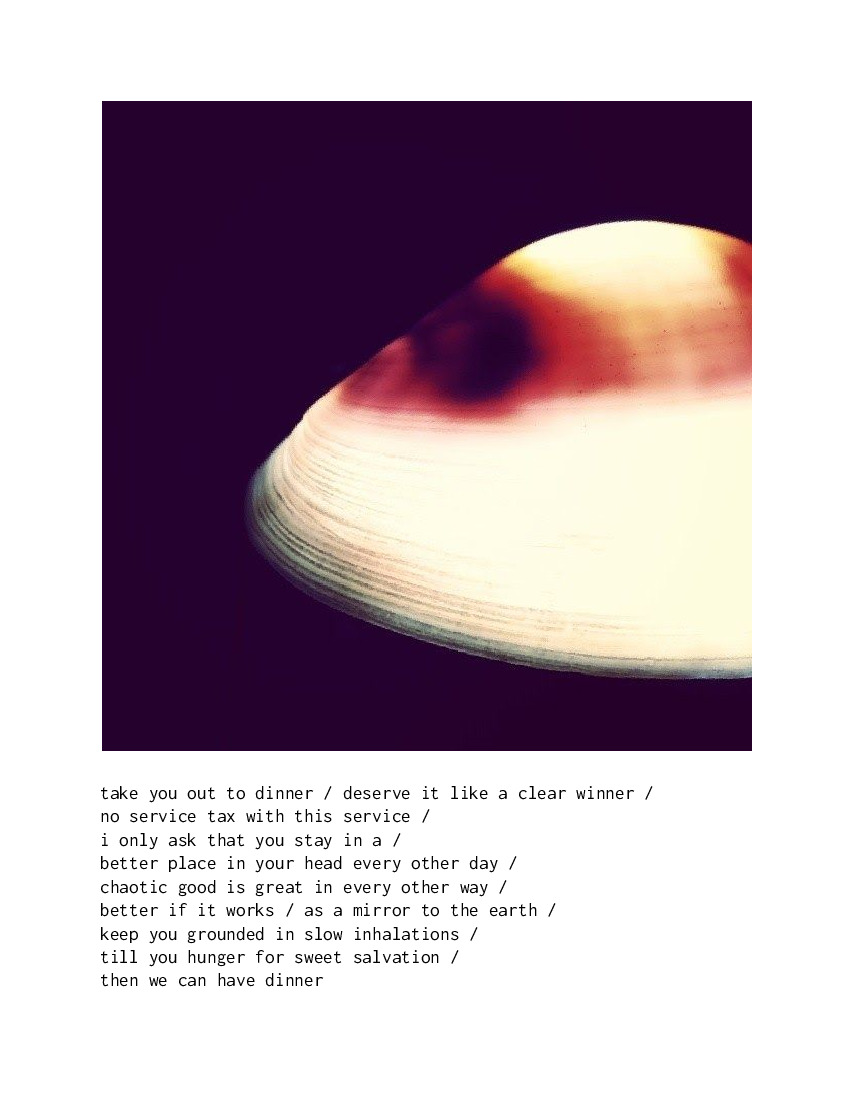 take you out to dinner / deserve it like a clear winner /
no service tax with this service /
i only ask that you stay in a /
better place in your head every other day /
chaotic good is great in every other way /
better if it works / as a mirror to the earth /
keep you grounded in slow inhalations /
till you hunger for sweet salvation /
then we can have dinner